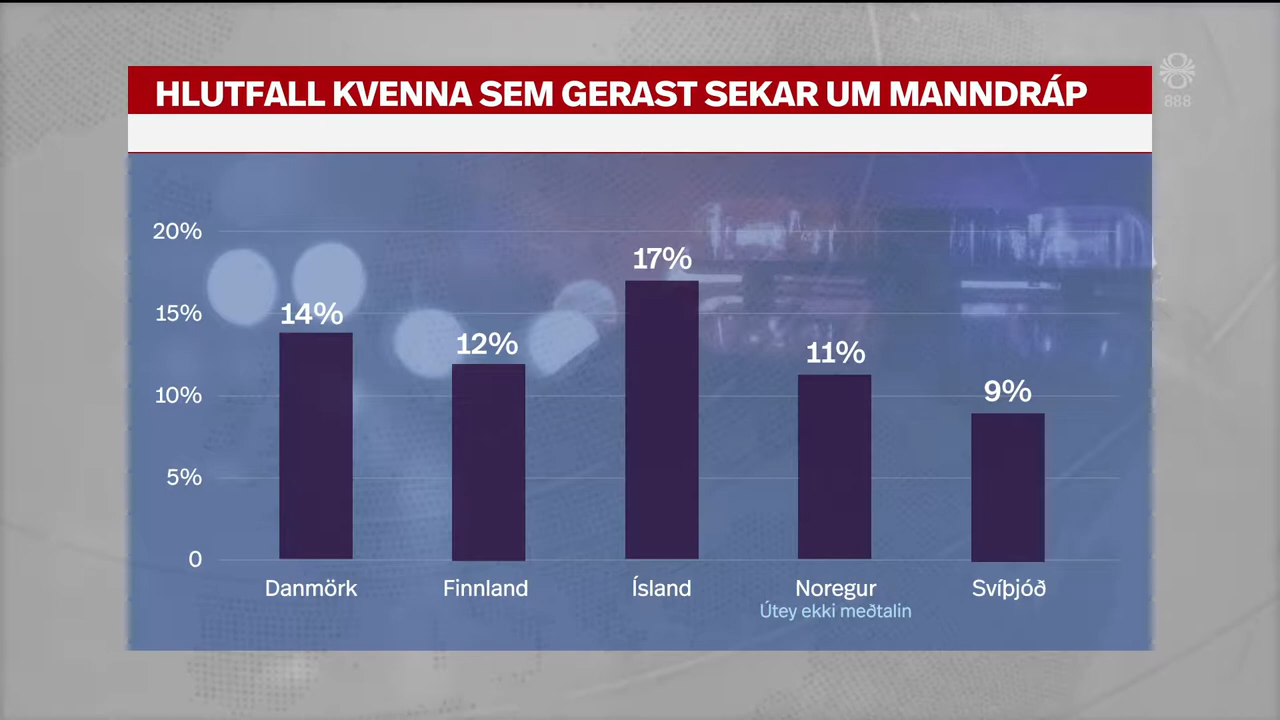 HLUTFALL KVENNA SEM GERAST SEKAR UM MANNDRÁP
888
20%
15%
10%
5%
0
14%
12%
17%
11%
9%
Danmörk
Finnland
Ísland
Noregur
Svíþjóð
Útey ekki meðtalin